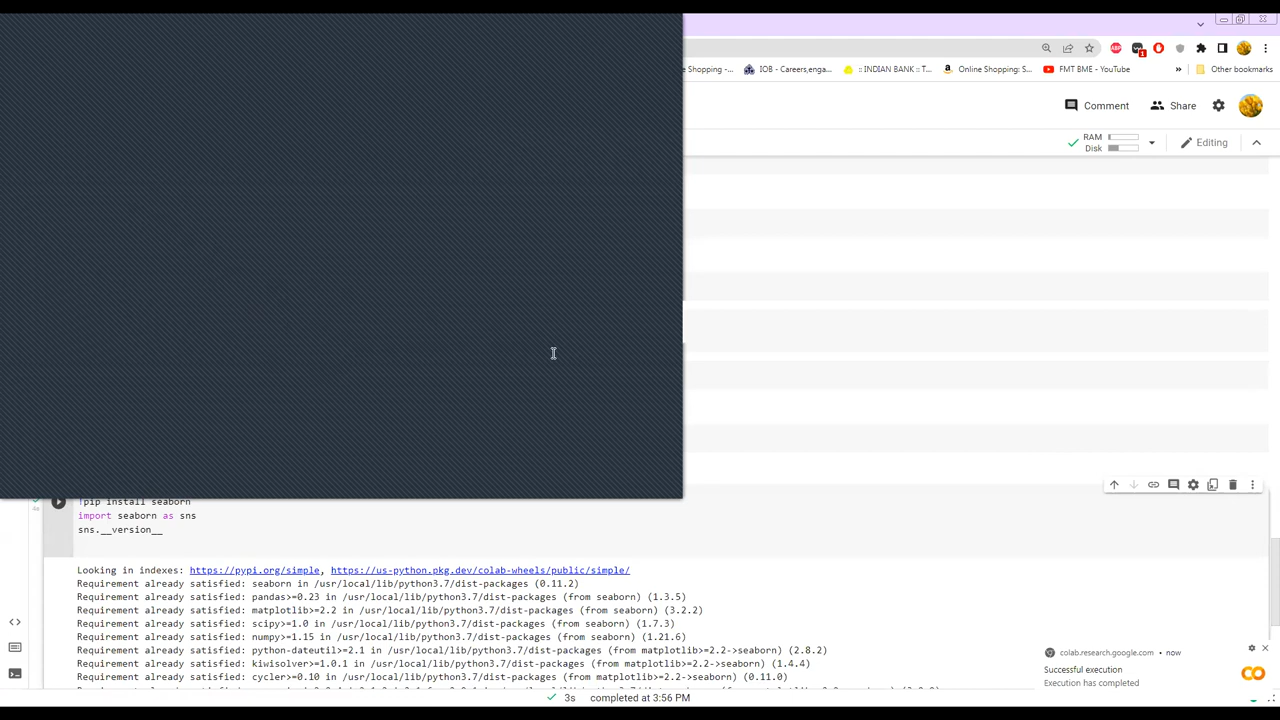 ABP
1
e Shopping -...
IOB - Careers,enga...
:: INDIAN BANK :: T...
Online Shopping: S...
FMT BME - YouTube
»
Other bookmarks
Comment
Share
RAM
Disk
Editing
!pip install seaborn
import seaborn as sns
sns.__version__
Looking in indexes: https://pypi.org/simple, https://us-python.pkg.dev/colab-wheels/public/simple/
Requirement already satisfied: seaborn in /usr/local/lib/python3.7/dist-packages (0.11.2)
Requirement already satisfied: pandas>=0.23 in /usr/local/lib/python3.7/dist-packages (from seaborn) (1.3.5)
Requirement already satisfied: matplotlib>=2.2 in /usr/local/lib/python3.7/dist-packages (from seaborn) (3.2.2)
Requirement already satisfied: scipy>=1.0 in /usr/local/lib/python3.7/dist-packages (from seaborn) (1.7.3)
Requirement already satisfied: numpy>=1.15 in /usr/local/lib/python3.7/dist-packages (from seaborn) (1.21.6)
Requirement already satisfied: python-dateutil>=2.1 in /usr/local/lib/python3.7/dist-packages (from matplotlib>=2.2->seaborn) (2.8.2)
Requirement already satisfied: kiwisolver>=1.0.1 in /usr/local/lib/python3.7/dist-packages (from matplotlib>=2.2->seaborn) (1.4.4)
Requirement already satisfied: cycler>=0.10 in /usr/local/lib/python3.7/dist-packages (from matplotlib>=2.2->seaborn) (0.11.0)
colab.research.google.com • now
Successful execution
Execution has completed
3s completed at 3:56 PM